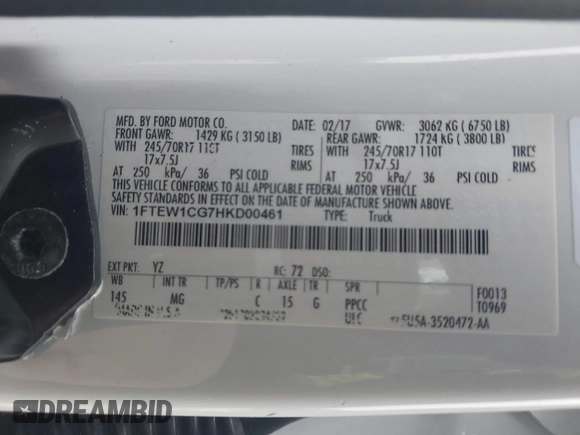 MFD. BY FORD MOTOR CO.
DATE: 02/17 GVWR: 3062 KG ( 6750 LB)
FRONT GAWR: 1429 KG ( 3150 LB) REAR GAWR: 1724 KG ( 3800 LB)
WITH 245/70R17 110T TIRES WITH 245/70R17 110T TIRES
17x7.5J RIMS 17x7.5J RIMS
AT 250 kPa/ 36 PSI COLD AT 250 kPa/ 36 PSI COLD
THIS VEHICLE CONFORMS TO ALL APPLICABLE FEDERAL MOTOR VEHICLE
SAFETY STANDARDS IN EFFECT ON THE DATE OF MANUFACTURE SHOWN ABOVE.
VIN: 1FTEW1CG7HKD00461 TYPE: Truck
EXT PKT: YZ RC: 72 DSO:
WB INT TR TP/PS R AXLE TR SPR F0013
145 MG C 15 G PPCC T0969
ULC FU5A-3520472-AA
DREAMBID